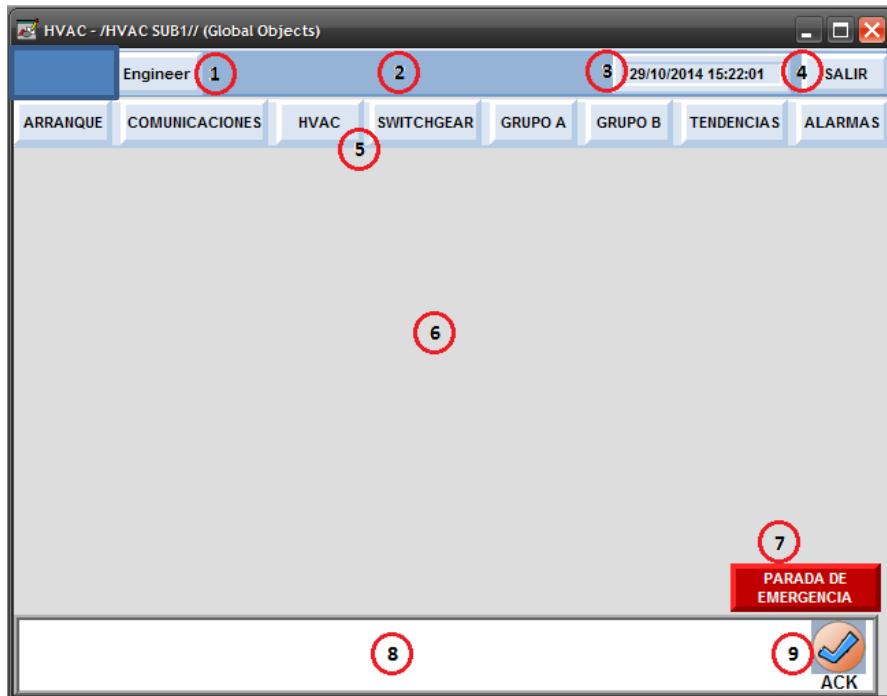 HVAC - /HVAC SUB1// (Global Objects)
Engineer 1 2 3 29/10/2014 15:22:01 4 SALIR
ARRANQUE COMUNICACIONES HVAC SWITCHGEAR GRUPO A GRUPO B TENDENCIAS ALARMAS
5
6
7
PARADA DE
EMERGENCIA
8 9
ACK